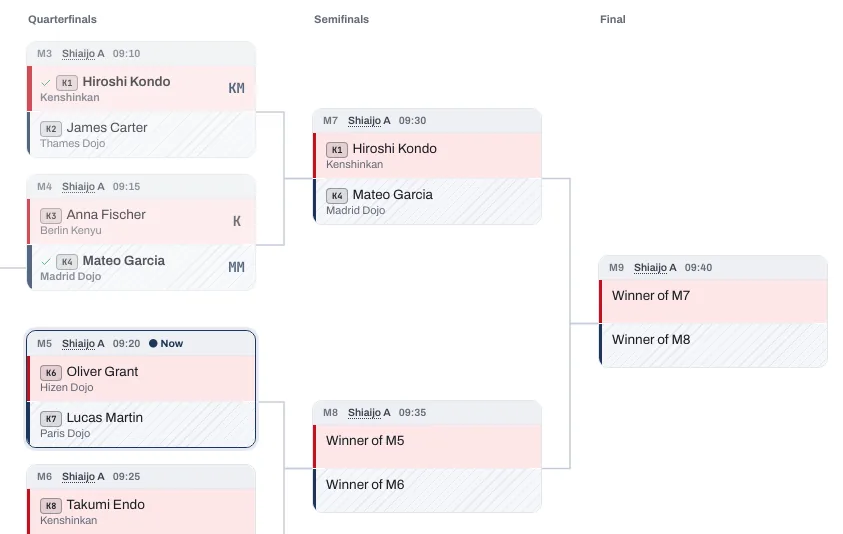 Quarterfinals
Semifinals
Final
M3 Shiaijo A 09:10
K1 Hiroshi Kondo
Kenshinkan
KM
K2 James Carter
Thames Dojo
M4 Shiaijo A 09:15
K3 Anna Fischer
Berlin Kenyu
K
K4 Mateo Garcia
Madrid Dojo
MM
M5 Shiaijo A 09:20 Now
K6 Oliver Grant
Hizen Dojo
K7 Lucas Martin
Paris Dojo
M6 Shiaijo A 09:25
K8 Takumi Endo
Kenshinkan
M7 Shiaijo A 09:30
K1 Hiroshi Kondo
Kenshinkan
K4 Mateo Garcia
Madrid Dojo
M8 Shiaijo A 09:35
Winner of M5
Winner of M6
M9 Shiaijo A 09:40
Winner of M7
Winner of M8